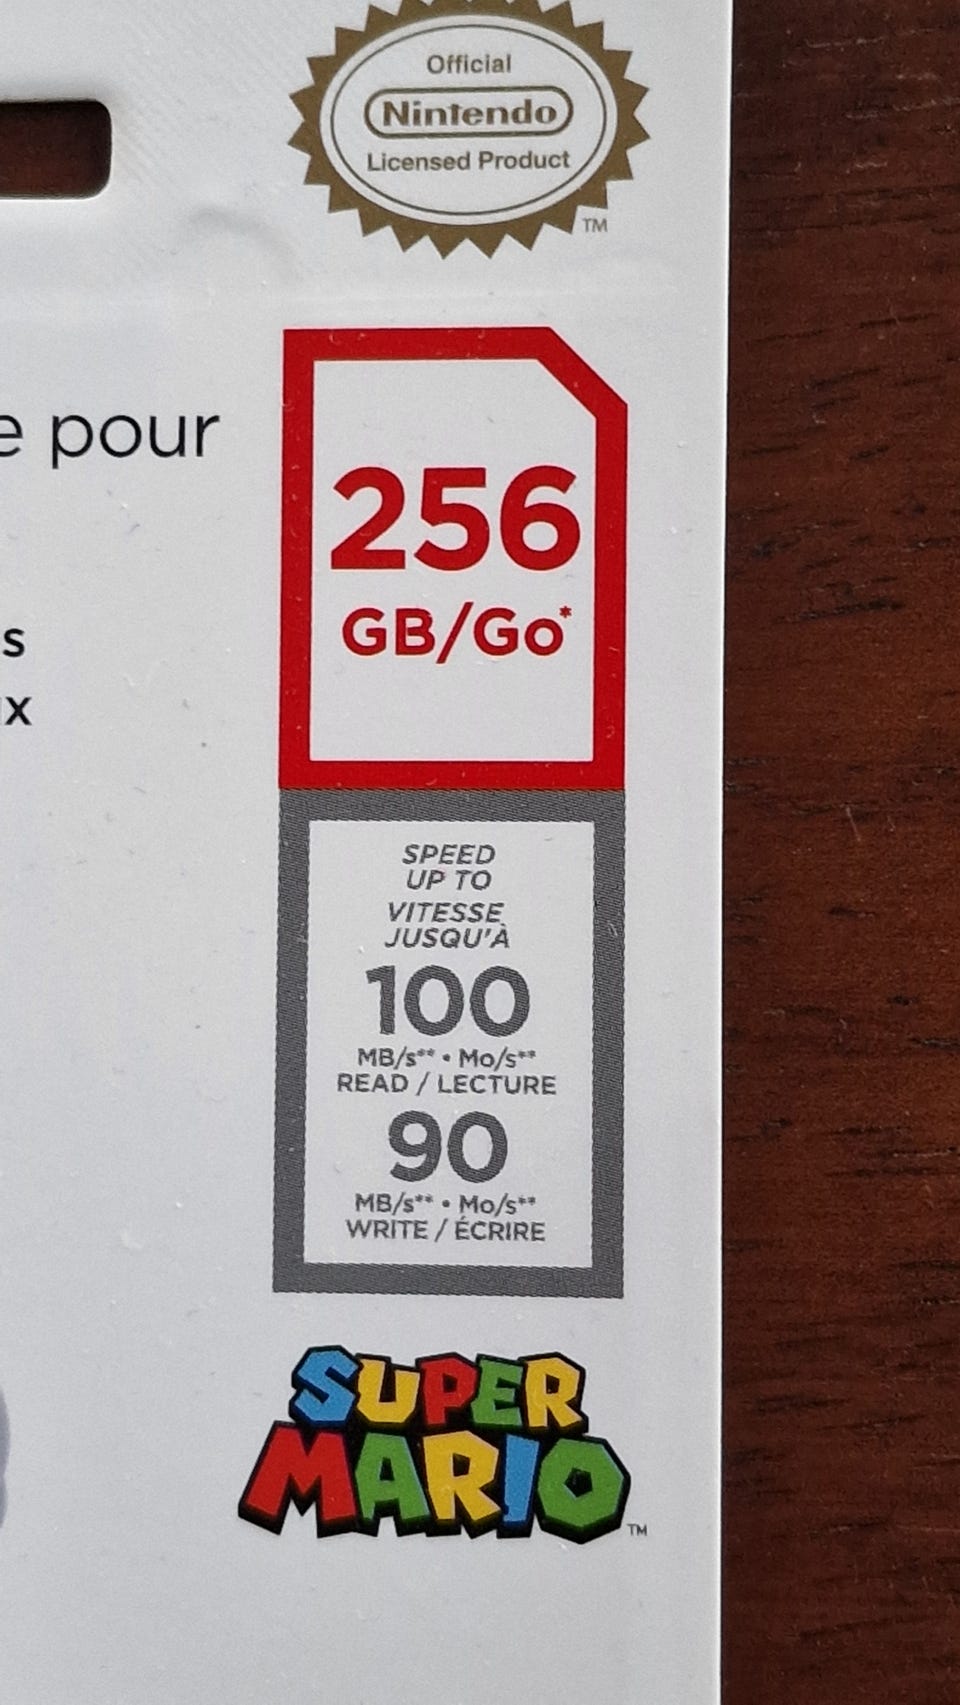 Official
Nintendo
Licensed Product
TM
pour
256
GB/Go*
SPEED
UP TO
VITESSE
JUSQU'À
100
MB/s** • Mo/s**
READ / LECTURE
90
MB/s** • Mo/s**
WRITE / ÉCRIRE
SUPER
MARIO
TM